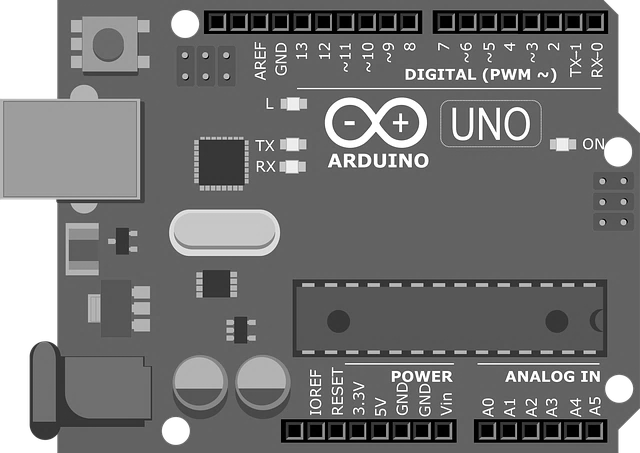 AREF
GND
13
12
~11
~10
~9
8
7
~6
~5
4
~3
2
TX-1
RX-0
DIGITAL (PWM ~)
L
TX
RX
- +
UNO
ARDUINO
ON
POWER
ANALOG IN
IOREF
RESET
3.3V
5V
GND
GND
Vin
A0
A1
A2
A3
A4
A5